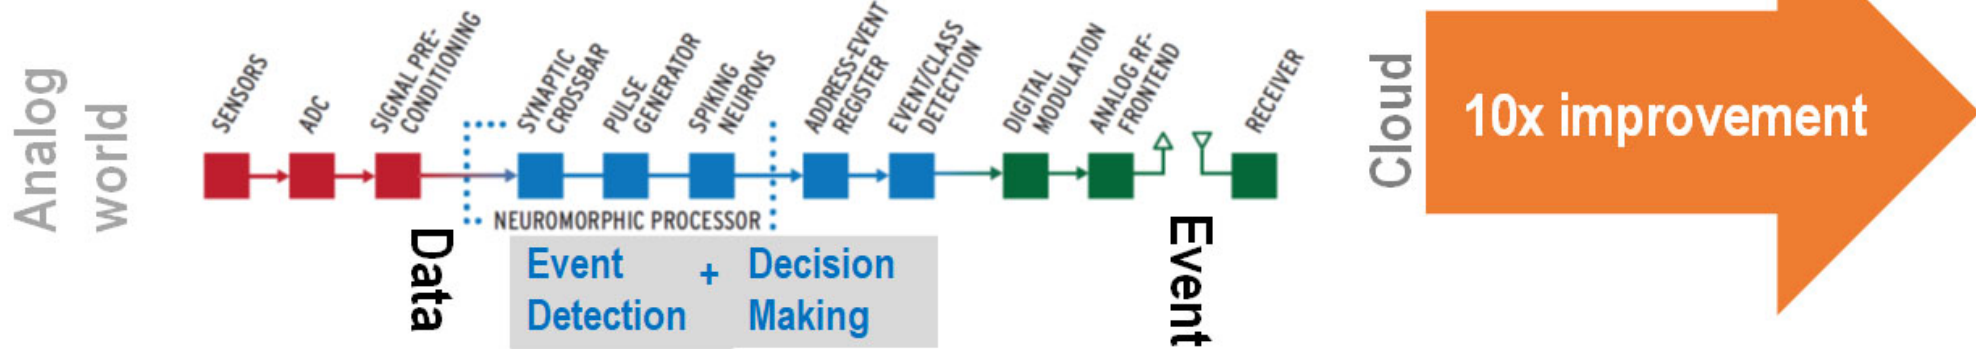 Analog
world
SENSORS
ADC
SIGNAL PRE-
CONDITIONING
SYNAPTIC
CROSSBAR
PULSE
GENERATOR
SPIKING
NEURONS
ADDRESS-EVENT
REGISTER
EVENT/CLASS
DETECTION
DIGITAL
MODULATION
ANALOG RF-
FRONTEND
RECEIVER
Cloud
10x improvement
NEUROMORPHIC PROCESSOR
Data
Event + Decision
Detection Making
Event